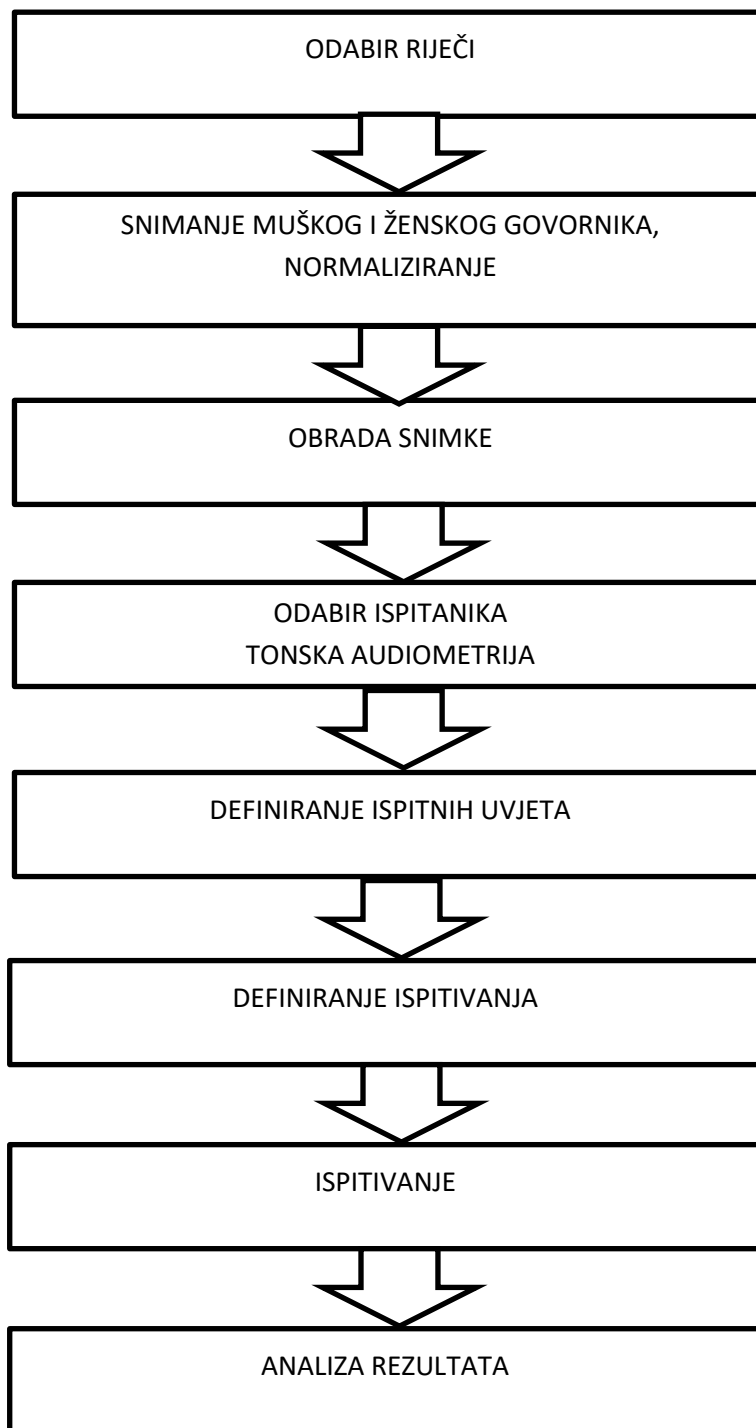 ODABIR RIJEČI
SNIMANJE MUŠKOG I ŽENSKOG GOVORNIKA,
NORMALIZIRANJE
OBRADA SNIMKE
ODABIR ISPITANIKA
TONSKA AUDIOMETRIJA
DEFINIRANJE ISPITNIH UVJETA
DEFINIRANJE ISPITIVANJA
ISPITIVANJE
ANALIZA REZULTATA